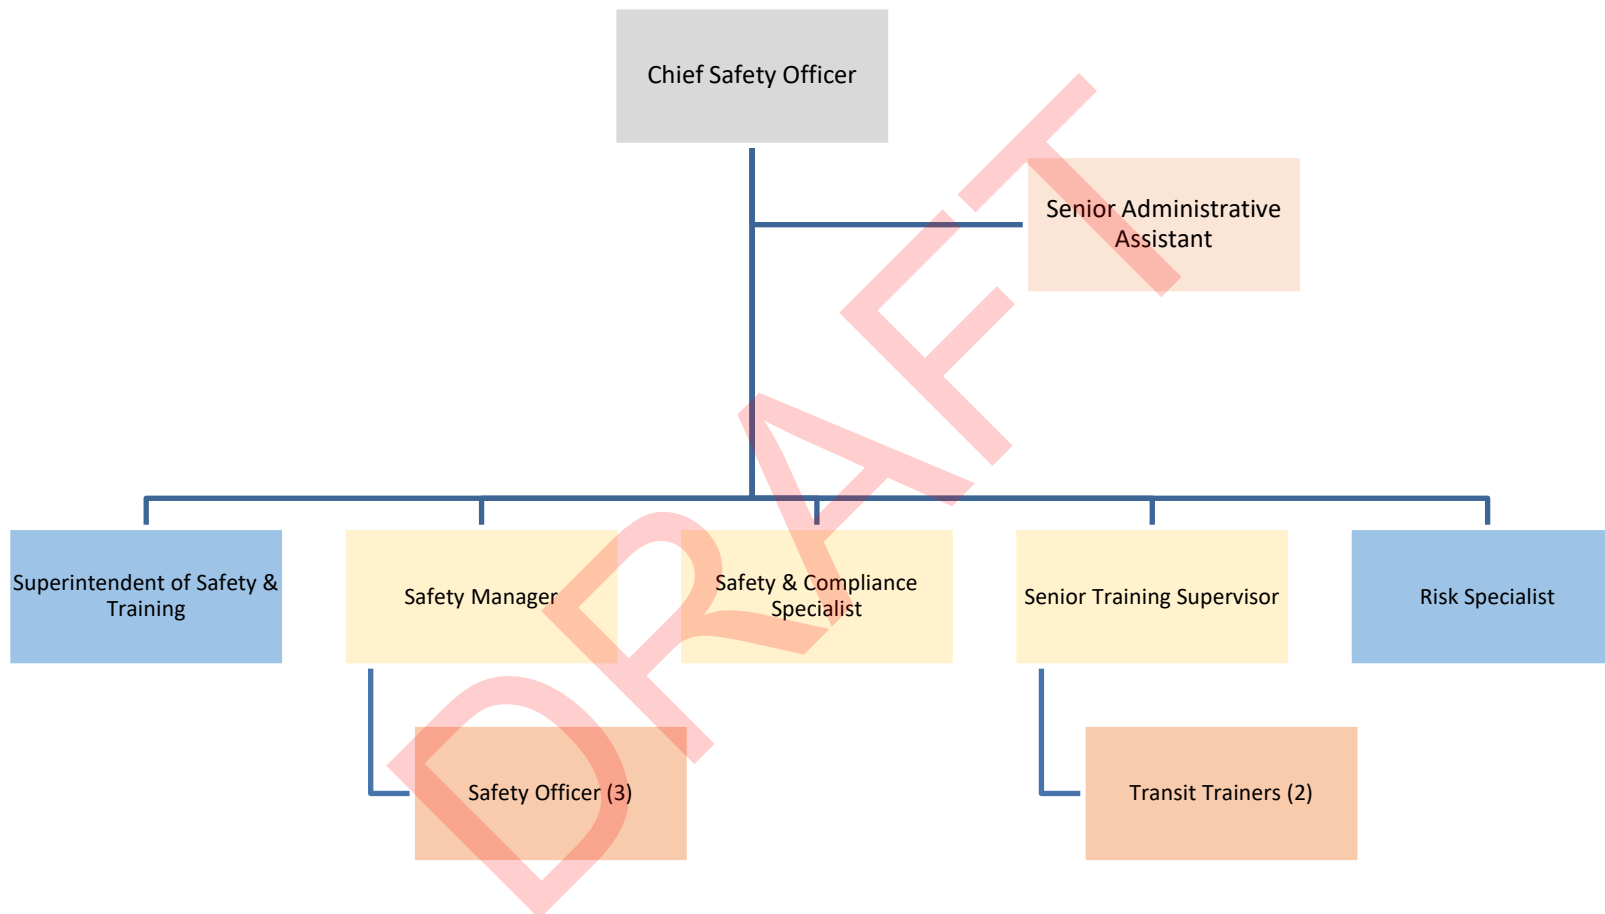 Chief Safety Officer
Senior Administrative
Assistant
Superintendent of Safety &
Training
Safety Manager
Safety & Compliance
Specialist
Senior Training Supervisor
Risk Specialist
Safety Officer (3)
Transit Trainers (2)
DRAFT